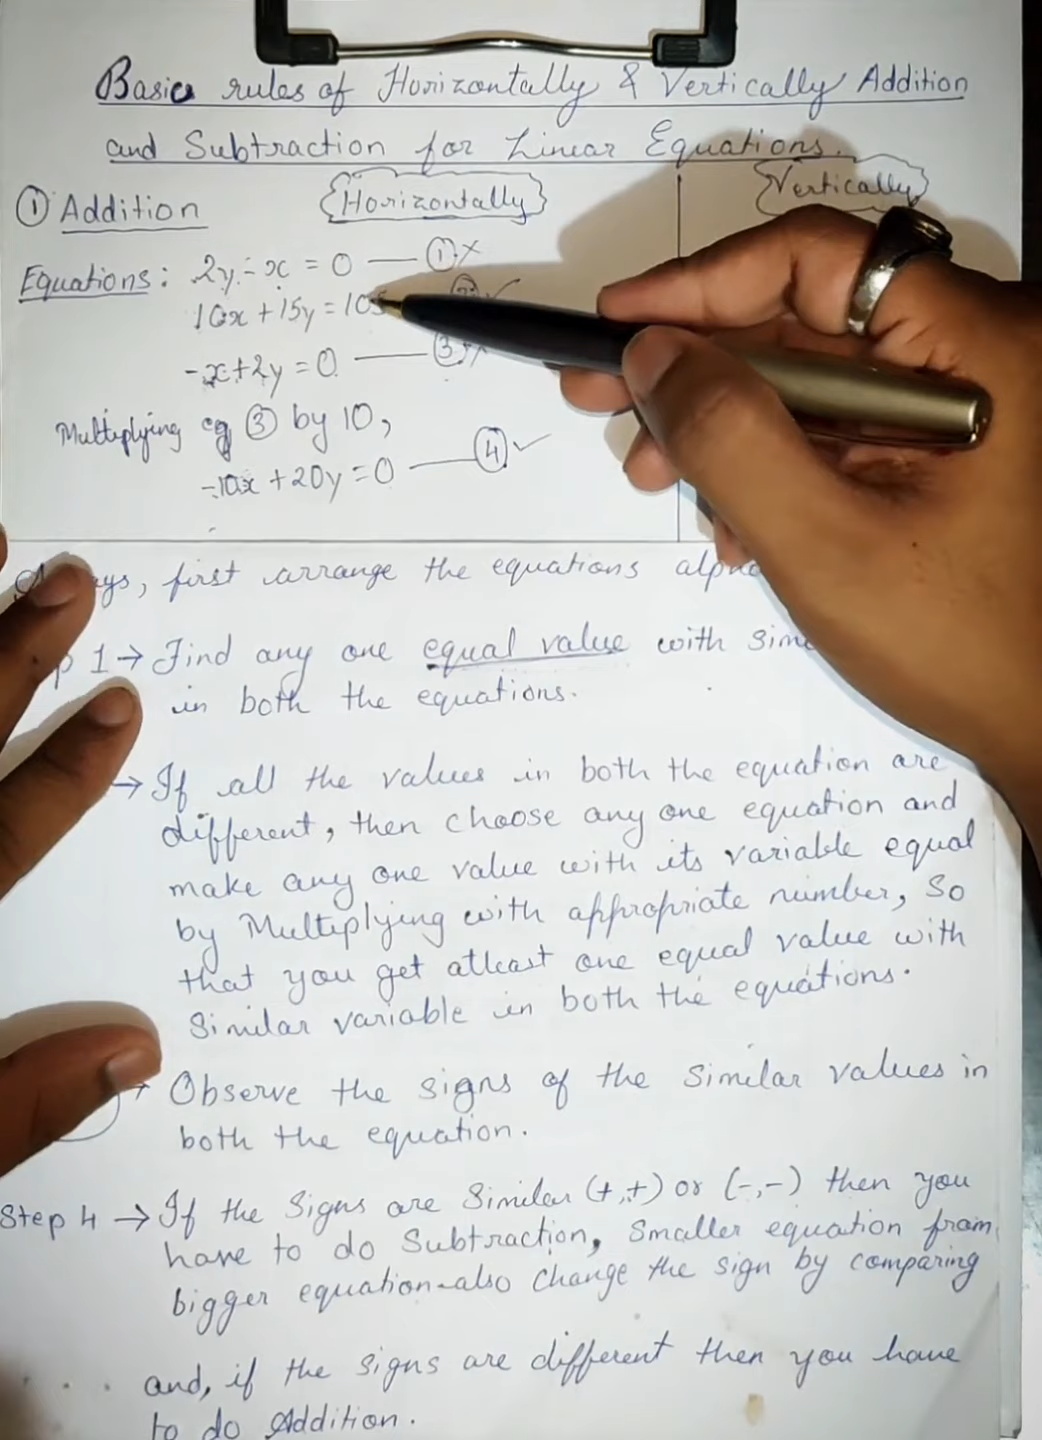 Basic rules of Horizontally & Vertically Addition
and Subtraction for Linear Equations.
① Addition
Horizontally
Vertically
Equations: 2y - x = 0 — ① ×
10x + 15y = 105 ② ✓
-x + 2y = 0 — ③ ×
Multiplying eq ③ by 10,
-10x + 20y = 0 — ④ ✓
first arrange the equations
1 → Find any one equal value with
in both the equations.
→ If all the values in both the equation are
different, then choose any one equation and
make any one value with its variable equal
by Multiplying with appropriate number, So
that you get atleast one equal value with
Similar variable in both the equations.
→ Observe the signs of the similar values in
both the equation.
Step 4 → If the Signs are Similar (+,+) or (-,-) then you
have to do Subtraction, Smaller equation from
bigger equation also change the sign by comparing
and, if the signs are different then you have
to do Addition.